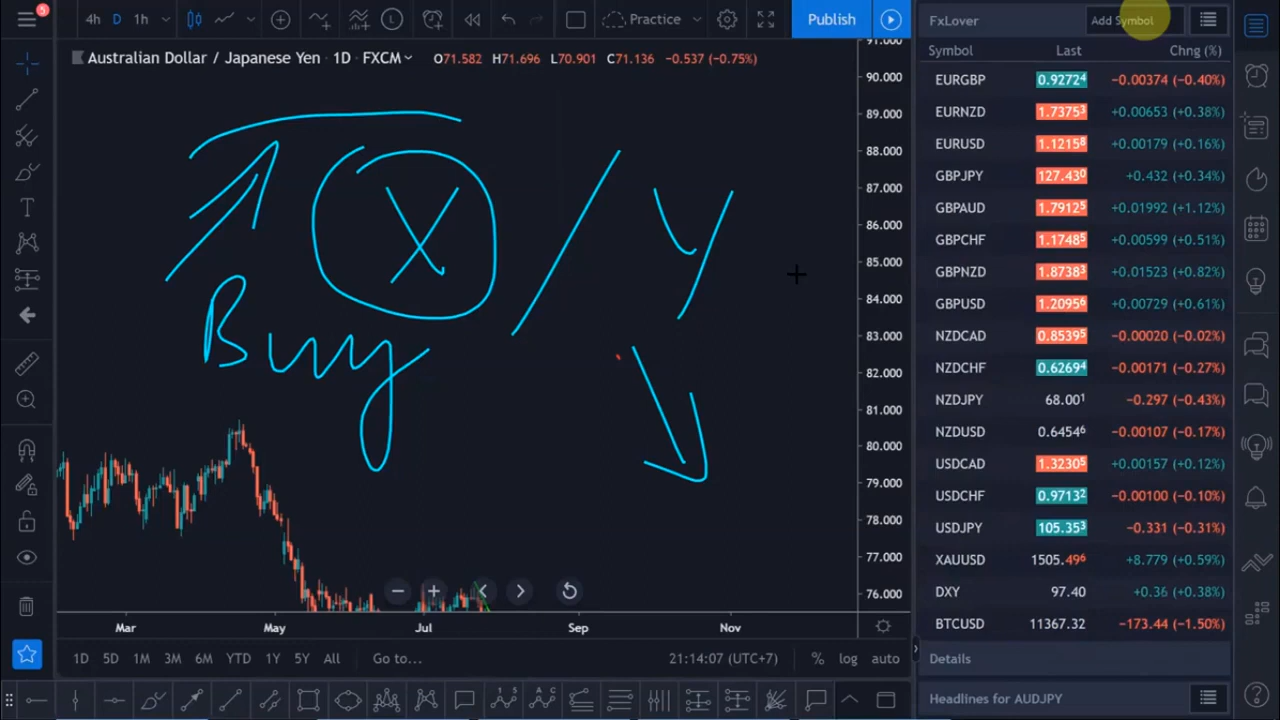 5
4h D 1h Practice Publish
Australian Dollar / Japanese Yen · 1D · FXCM O71.582 H71.696 L70.901 C71.136 −0.537 (−0.75%)
X / Y
Buy
91.000
90.000
89.000
88.000
87.000
86.000
85.000
84.000
83.000
82.000
81.000
80.000
79.000
78.000
77.000
76.000
Mar May Jul Sep Nov
1D 5D 1M 3M 6M YTD 1Y 5Y All Go to... 21:14:07 (UTC+7) % log auto
FxLover Add Symbol
Symbol Last Chng (%)
EURGBP 0.92724 −0.00374 (−0.40%)
EURNZD 1.73753 +0.00653 (+0.38%)
EURUSD 1.12158 +0.00179 (+0.16%)
GBPJPY 127.430 +0.432 (+0.34%)
GBPAUD 1.79125 +0.01992 (+1.12%)
GBPCHF 1.17485 +0.00599 (+0.51%)
GBPNZD 1.87383 +0.01523 (+0.82%)
GBPUSD 1.20956 +0.00729 (+0.61%)
NZDCAD 0.85395 −0.00020 (−0.02%)
NZDCHF 0.62694 −0.00171 (−0.27%)
NZDJPY 68.001 −0.297 (−0.43%)
NZDUSD 0.64546 −0.00107 (−0.17%)
USDCAD 1.32305 +0.00157 (+0.12%)
USDCHF 0.97132 −0.00100 (−0.10%)
USDJPY 105.353 −0.331 (−0.31%)
XAUUSD 1505.496 +8.779 (+0.59%)
DXY 97.40 +0.36 (+0.38%)
BTCUSD 11367.32 −173.44 (−1.50%)
Details
Headlines for AUDJPY